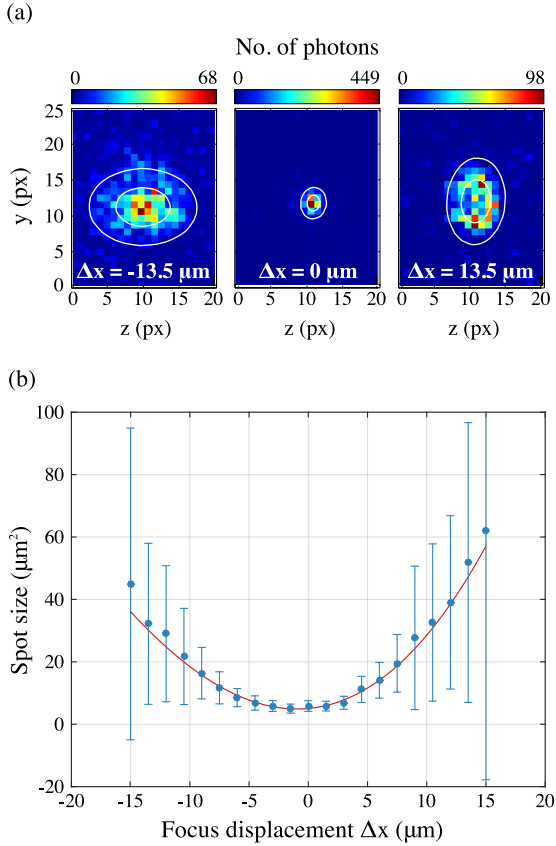 (a)
No. of photons
0 68 0 449 0 98
25
20
15
10
5
0
y (px)
Δx = -13.5 μm Δx = 0 μm Δx = 13.5 μm
0 5 10 15 20 0 5 10 15 20 0 5 10 15 20
z (px) z (px) z (px)
(b)
100
80
60
40
20
0
-20
Spot size (μm²)
-20 -15 -10 -5 0 5 10 15 20
Focus displacement Δx (μm)